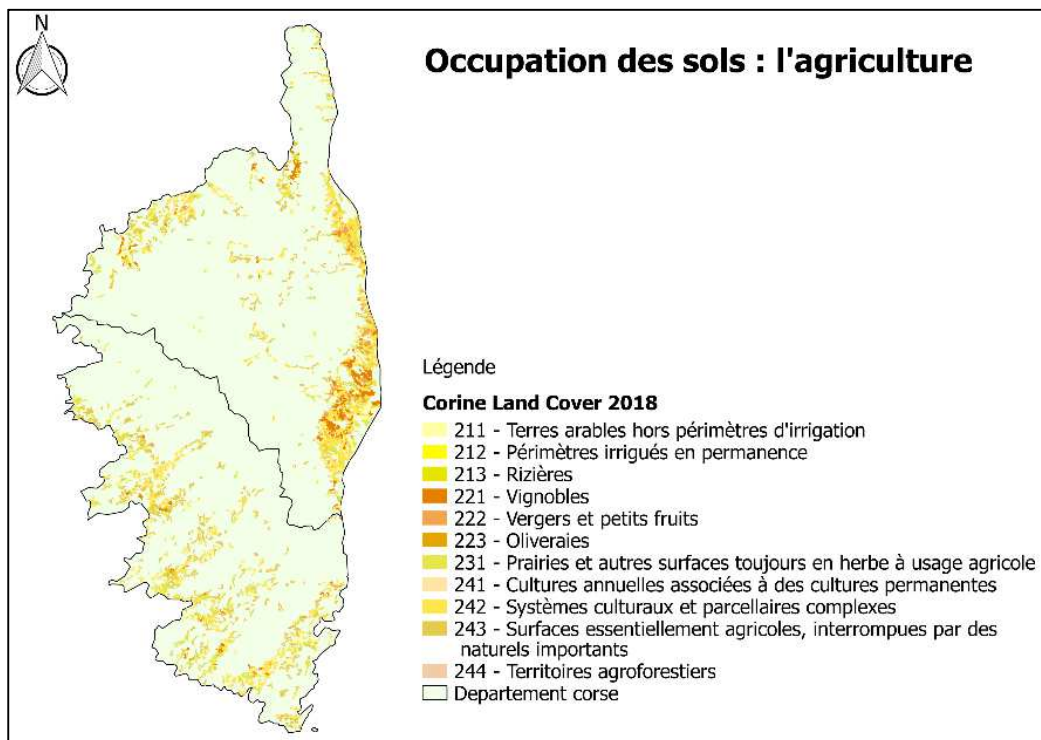 N
Occupation des sols : l'agriculture
Légende
Corine Land Cover 2018
211 - Terres arables hors périmètres d'irrigation
212 - Périmètres irrigués en permanence
213 - Rizières
221 - Vignobles
222 - Vergers et petits fruits
223 - Oliveraies
231 - Prairies et autres surfaces toujours en herbe à usage agricole
241 - Cultures annuelles associées à des cultures permanentes
242 - Systèmes culturaux et parcellaires complexes
243 - Surfaces essentiellement agricoles, interrompues par des
naturels importants
244 - Territoires agroforestiers
Departement corse